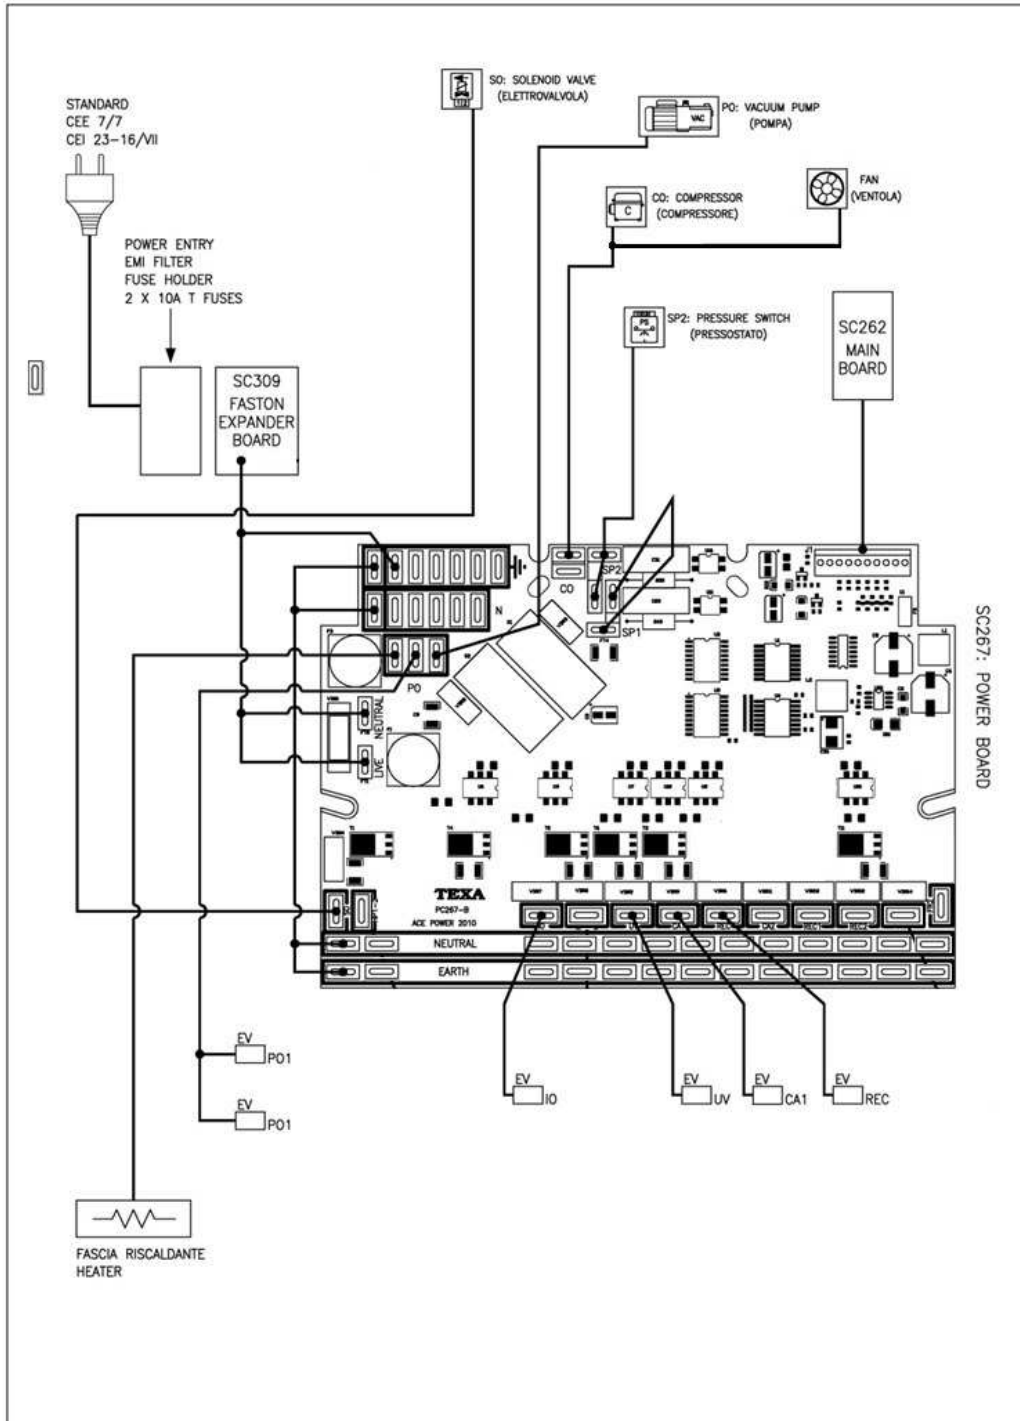 SO: SOLENOID VALVE
(ELETTROVALVOLA)
PO: VACUUM PUMP
(POMPA)
VAC
STANDARD
CEE 7/7
CEI 23-16/VII
CO: COMPRESSOR
(COMPRESSORE)
C
FAN
(VENTOLA)
POWER ENTRY
EMI FILTER
FUSE HOLDER
2 X 10A T FUSES
SP2: PRESSURE SWITCH
(PRESSOSTATO)
PS
SC262
MAIN
BOARD
SC309
FASTON
EXPANDER
BOARD
SP2
CO
N
SP1
PO
NEUTRAL
LIVE
SC267: POWER BOARD
TEXA
PC267-B
ACE POWER 2010
REC1
REC2
NEUTRAL
EARTH
EV
PO1
EV
PO1
EV
IO
EV
UV
EV
CA1
EV
REC
FASCIA RISCALDANTE
HEATER